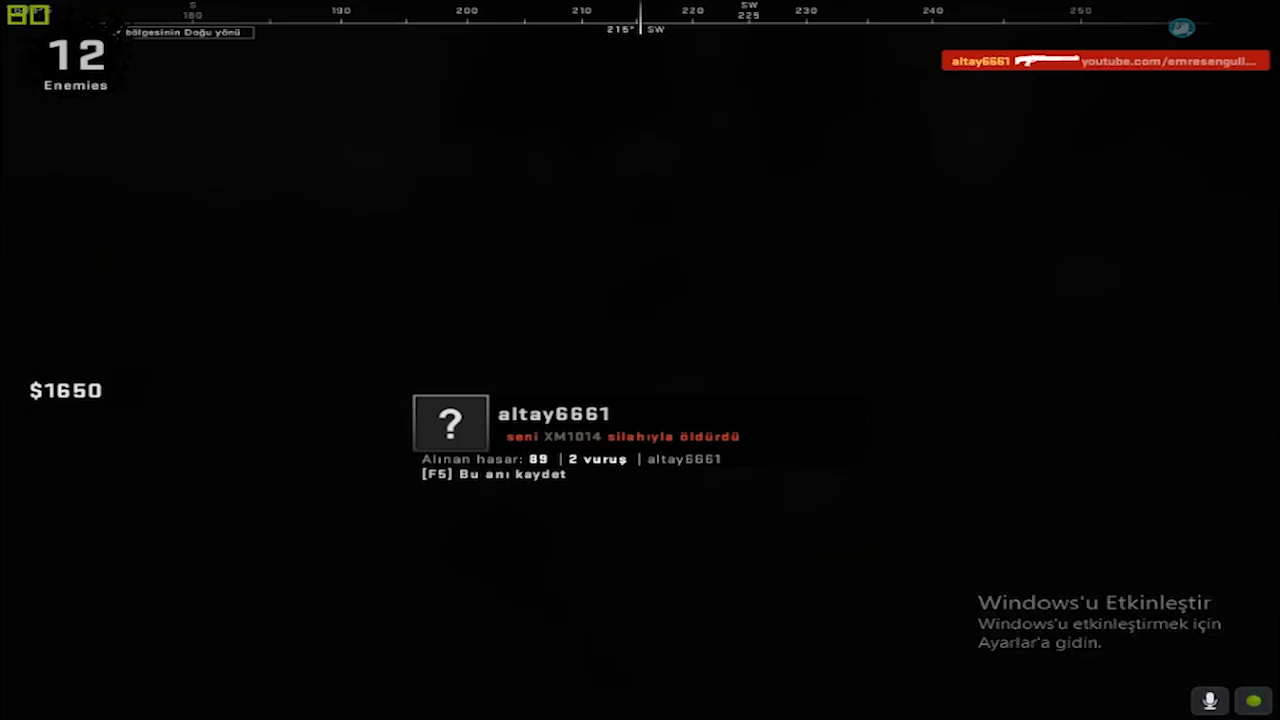 80
S
180
190
200
210
220
SW
225
230
240
250
215° SW
bölgesinin Doğu yönü
12
Enemies
altay6661 youtube.com/emresengull...
$1650
?
altay6661
seni XM1014 silahıyla öldürdü
Alınan hasar: 89 | 2 vuruş | altay6661
[F5] Bu anı kaydet
Windows'u Etkinleştir
Windows'u etkinleştirmek için
Ayarlar'a gidin.